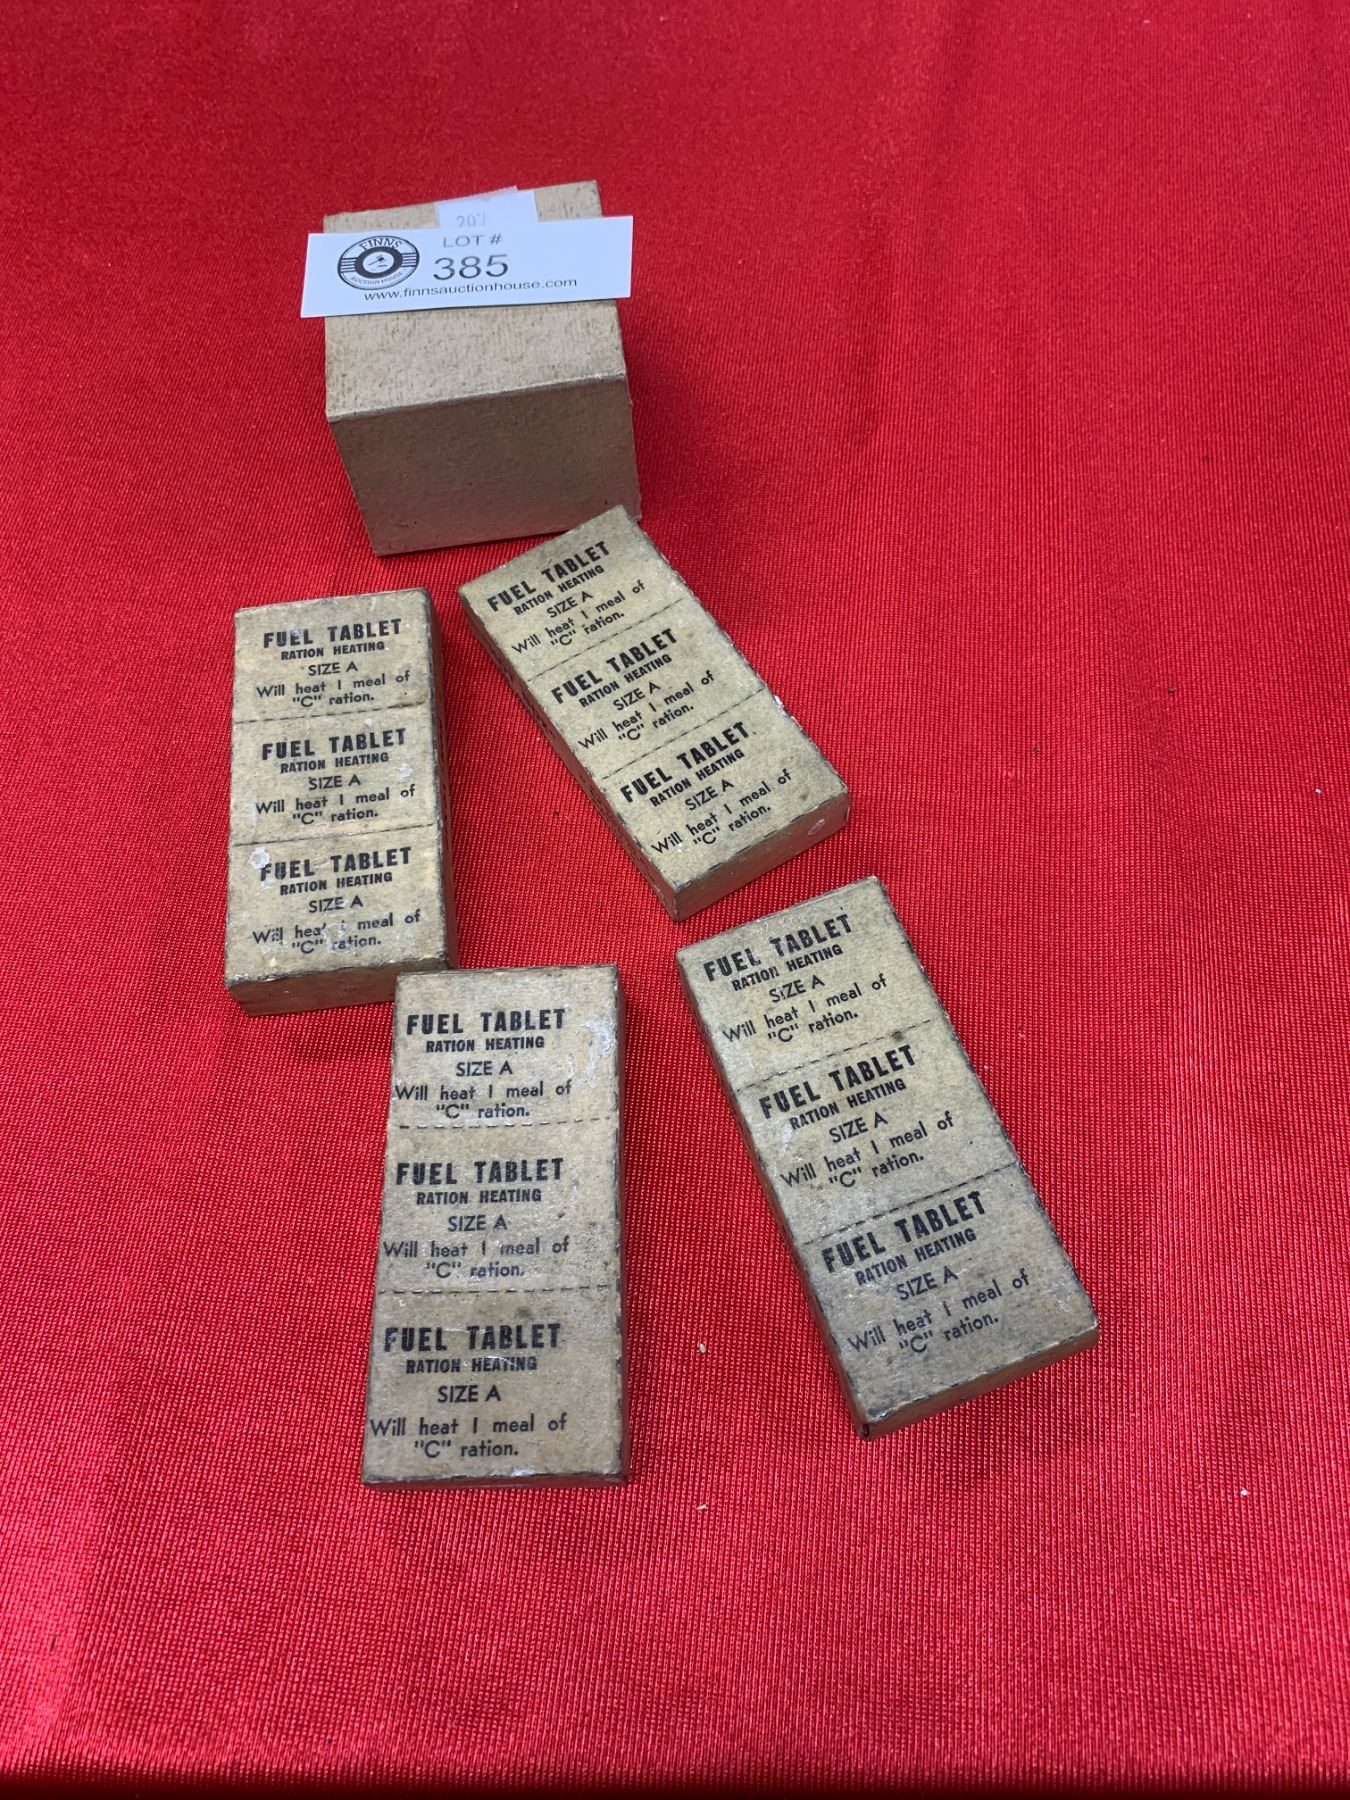 207
LOT #
385
FINNS
AUCTION HOUSE
www.finnsauctionhouse.com
FUEL TABLET
RATION HEATING
SIZE A
Will heat 1 meal of
"C" ration.
FUEL TABLET
RATION HEATING
SIZE A
Will heat 1 meal of
"C" ration.
FUEL TABLET
RATION HEATING
SIZE A
Will heat 1 meal of
"C" ration.
FUEL TABLET
RATION HEATING
SIZE A
Will heat 1 meal of
"C" ration.
FUEL TABLET
RATION HEATING
SIZE A
Will heat 1 meal of
"C" ration.
FUEL TABLET
RATION HEATING
SIZE A
Will heat 1 meal of
"C" ration.
FUEL TABLET
RATION HEATING
SIZE A
Will heat 1 meal of
"C" ration.
FUEL TABLET
RATION HEATING
SIZE A
Will heat 1 meal of
"C" ration.
FUEL TABLET
RATION HEATING
SIZE A
Will heat 1 meal of
"C" ration.
FUEL TABLET
RATION HEATING
SIZE A
Will heat 1 meal of
"C" ration.
FUEL TABLET
RATION HEATING
SIZE A
Will heat 1 meal of
"C" ration.
FUEL TABLET
RATION HEATING
SIZE A
Will heat 1 meal of
"C" ration.